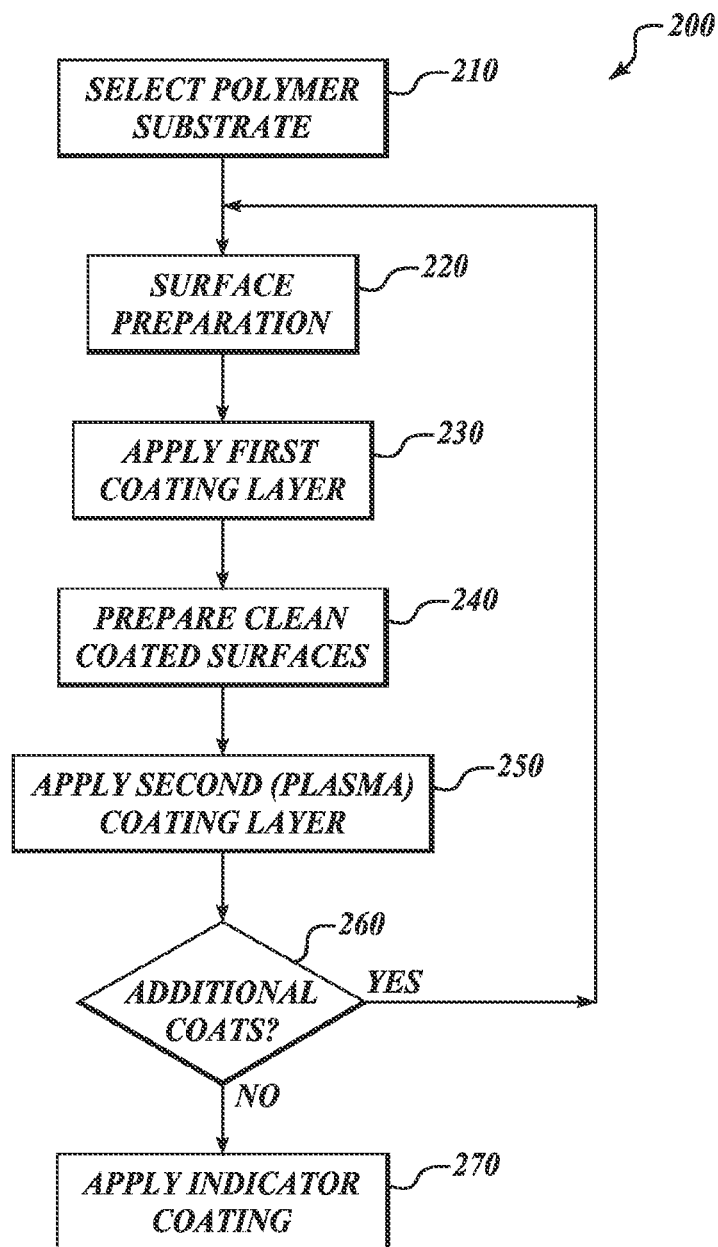 200
SELECT POLYMER
SUBSTRATE
210
SURFACE
PREPARATION
220
APPLY FIRST
COATING LAYER
230
PREPARE CLEAN
COATED SURFACES
240
APPLY SECOND (PLASMA)
COATING LAYER
250
ADDITIONAL
COATS?
260
YES
NO
APPLY INDICATOR
COATING
270